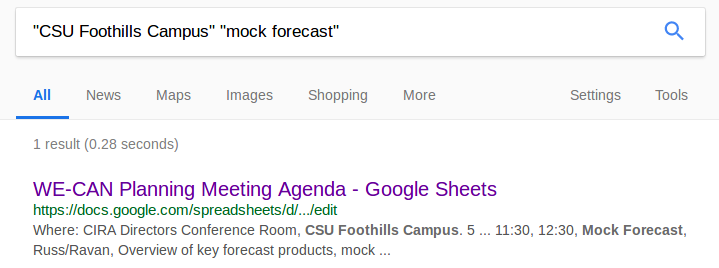 "CSU Foothills Campus" "mock forecast"
All News Maps Images Shopping More Settings Tools
1 result (0.28 seconds)
WE-CAN Planning Meeting Agenda - Google Sheets
https://docs.google.com/spreadsheets/d/.../edit
Where: CIRA Directors Conference Room, CSU Foothills Campus. 5 ... 11:30, 12:30, Mock Forecast,
Russ/Ravan, Overview of key forecast products, mock ...